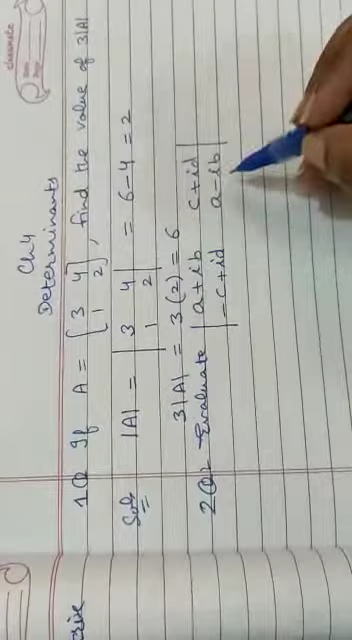 Ch 4
Determinants
1Q If A = [3 4 1 2], find the value of 3|A|
Sol |A| = |3 4 1 2| = 6-4 = 2
3|A| = 3(2) = 6
2Q. Evaluate |a+ib c+id
-c+id a-ib|
classmate